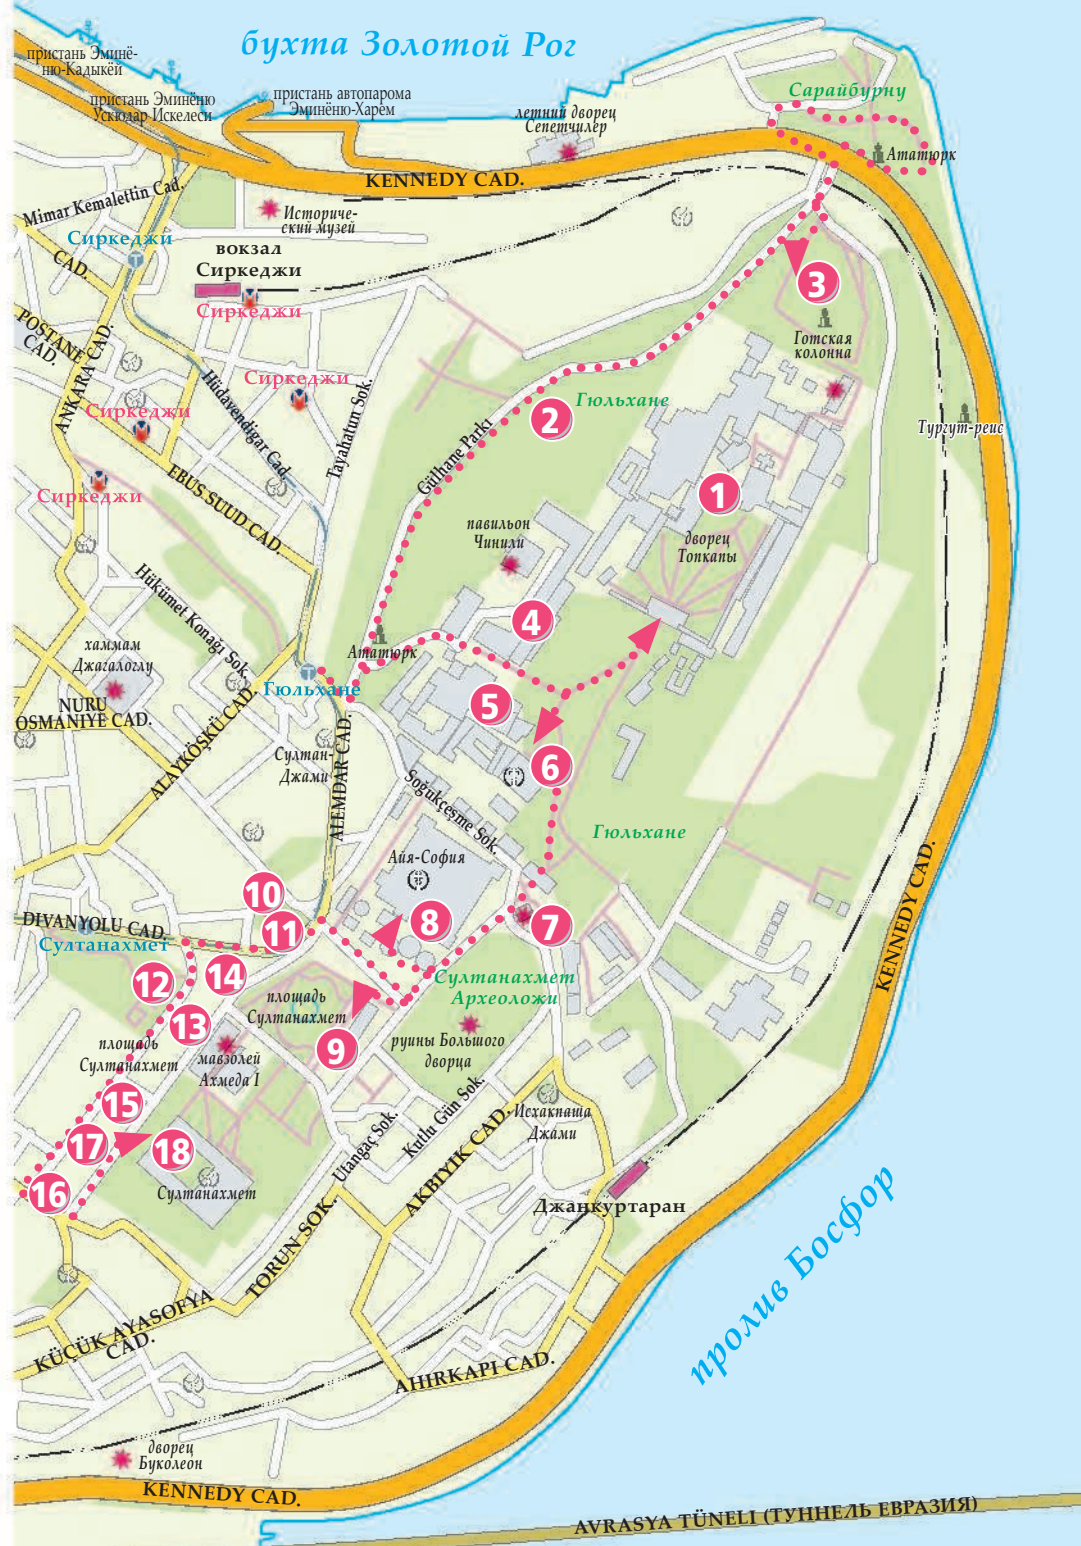 бухта Золотой Рог
пристань Эминё-
ню-Кадыкёй
пристань Эминёню
Ускюдар Искелеси
пристань автопарома
Эминёню-Харем
летний дворец
Сепетчилер
Сарайбурну
Ататюрк
KENNEDY CAD.
Mimar Kemalettin Cad.
Историче-
ский музей
Сиркеджи
CAD.
вокзал
Сиркеджи
Сиркеджи
3
POSTANE
CAD.
Готская
колонна
ANKARA CAD.
Hüdavendigar Cad.
Tayahatun Sok.
Сиркеджи
Сиркеджи
2
Гюльхане
Тургут-реис
Gülhane Parkı
EBUS SUUD CAD.
Сиркеджи
1
павильон
Чинили
дворец
Топкапы
Hükümet Konağı Sok.
4
хаммам
Джагалоглу
Ататюрк
Гюльхане
NURU
OSMANIYE CAD.
5
ALAYKÖŞKÜ CAD.
Султан-
Джами
ALEMDAR CAD.
6
Soğukçeşme Sok.
Гюльхане
Айя-София
KENNEDY CAD.
10
8
7
DIVANYOLU CAD.
11
Султанахмет
14
12
Султанахмет
Археоложи
площадь
Султанахмет
13
9
руины Большого
дворца
площадь
Султанахмет
мавзолей
Ахмеда I
15
Utangaç Sok.
Kutlu Gün Sok.
AKBIYIK CAD.
Исхакпаша
Джами
17
18
16
Султанахмет
Джанкуртаран
TORUN SOK.
пролив Босфор
KÜÇÜK AYASOFYA
CAD.
AHIRKAPI CAD.
дворец
Буколеон
KENNEDY CAD.
AVRASYA TÜNELI (ТУННЕЛЬ ЕВРАЗИЯ)